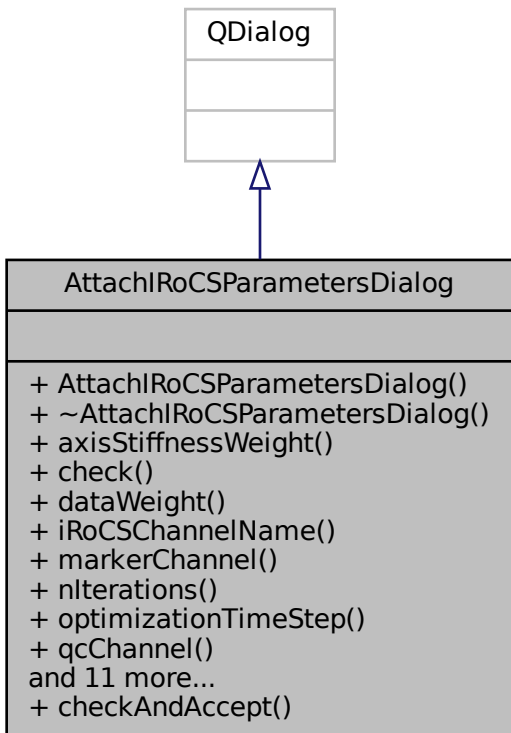 QDialog
AttachIRoCSParametersDialog
+ AttachIRoCSParametersDialog()
+ ~AttachIRoCSParametersDialog()
+ axisStiffnessWeight()
+ check()
+ dataWeight()
+ iRoCSChannelName()
+ markerChannel()
+ nIterations()
+ optimizationTimeStep()
+ qcChannel()
and 11 more...
+ checkAndAccept()